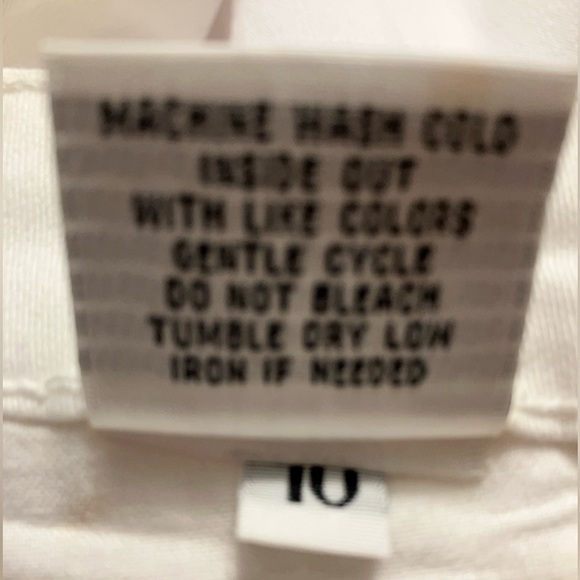 MACHINE WASH COLD
INSIDE OUT
WITH LIKE COLORS
GENTLE CYCLE
DO NOT BLEACH
TUMBLE DRY LOW
IRON IF NEEDED
10